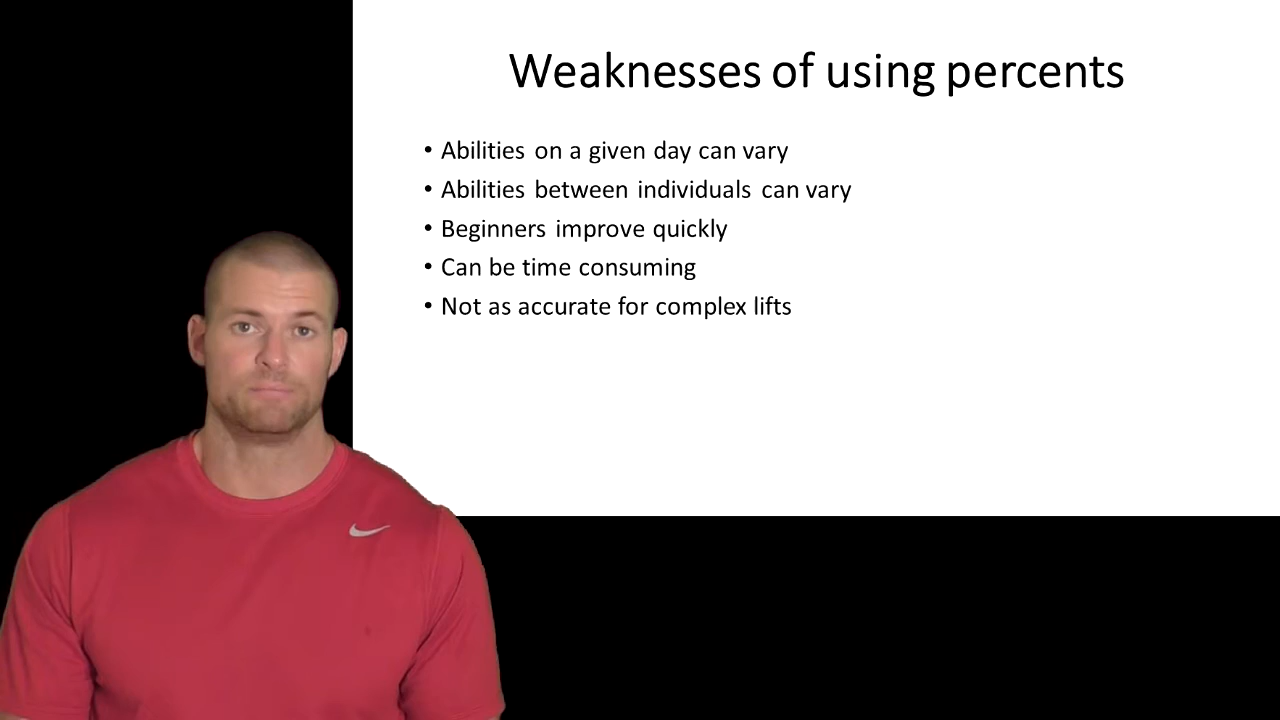 Weaknesses of using percents
• Abilities on a given day can vary
• Abilities between individuals can vary
• Beginners improve quickly
• Can be time consuming
• Not as accurate for complex lifts